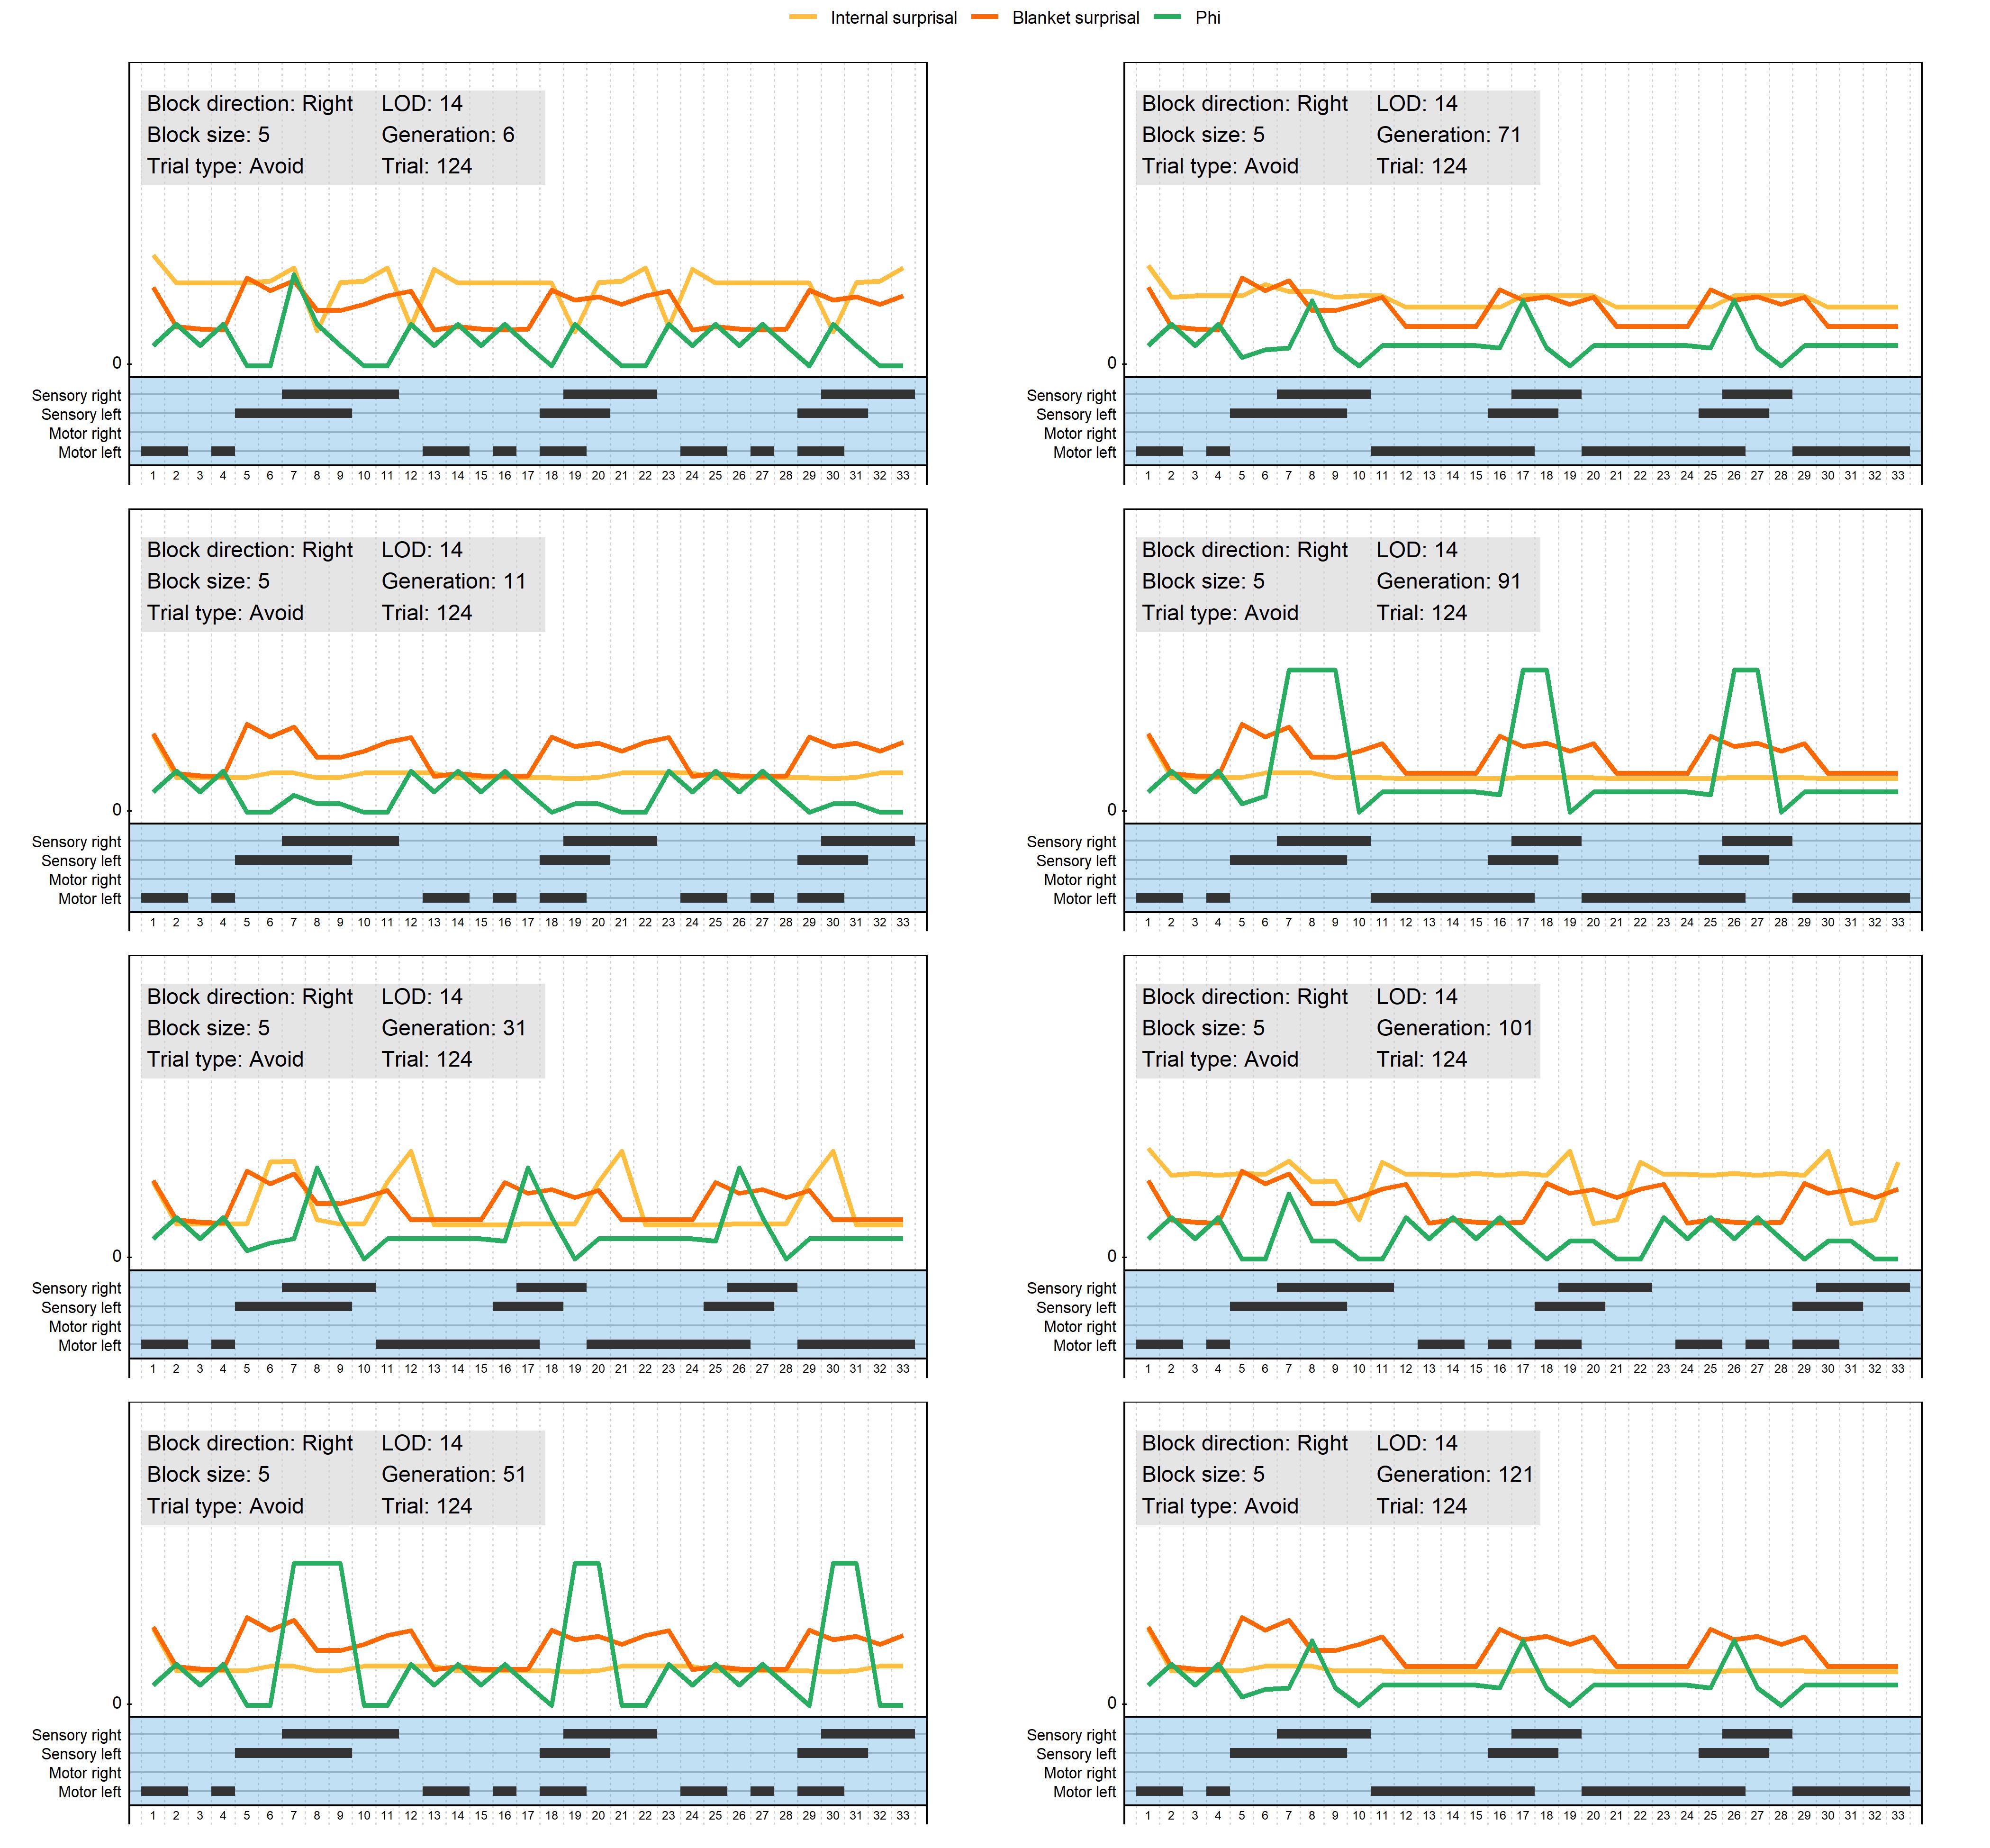 Internal surprisal Blanket surprisal Phi
Block direction: Right LOD: 14
Block size: 5 Generation: 6
Trial type: Avoid Trial: 124
0
Sensory right
Sensory left
Motor right
Motor left
1 2 3 4 5 6 7 8 9 10 11 12 13 14 15 16 17 18 19 20 21 22 23 24 25 26 27 28 29 30 31 32 33
Block direction: Right LOD: 14
Block size: 5 Generation: 71
Trial type: Avoid Trial: 124
0
Sensory right
Sensory left
Motor right
Motor left
1 2 3 4 5 6 7 8 9 10 11 12 13 14 15 16 17 18 19 20 21 22 23 24 25 26 27 28 29 30 31 32 33
Block direction: Right LOD: 14
Block size: 5 Generation: 11
Trial type: Avoid Trial: 124
0
Sensory right
Sensory left
Motor right
Motor left
1 2 3 4 5 6 7 8 9 10 11 12 13 14 15 16 17 18 19 20 21 22 23 24 25 26 27 28 29 30 31 32 33
Block direction: Right LOD: 14
Block size: 5 Generation: 91
Trial type: Avoid Trial: 124
0
Sensory right
Sensory left
Motor right
Motor left
1 2 3 4 5 6 7 8 9 10 11 12 13 14 15 16 17 18 19 20 21 22 23 24 25 26 27 28 29 30 31 32 33
Block direction: Right LOD: 14
Block size: 5 Generation: 31
Trial type: Avoid Trial: 124
0
Sensory right
Sensory left
Motor right
Motor left
1 2 3 4 5 6 7 8 9 10 11 12 13 14 15 16 17 18 19 20 21 22 23 24 25 26 27 28 29 30 31 32 33
Block direction: Right LOD: 14
Block size: 5 Generation: 101
Trial type: Avoid Trial: 124
0
Sensory right
Sensory left
Motor right
Motor left
1 2 3 4 5 6 7 8 9 10 11 12 13 14 15 16 17 18 19 20 21 22 23 24 25 26 27 28 29 30 31 32 33
Block direction: Right LOD: 14
Block size: 5 Generation: 51
Trial type: Avoid Trial: 124
0
Sensory right
Sensory left
Motor right
Motor left
1 2 3 4 5 6 7 8 9 10 11 12 13 14 15 16 17 18 19 20 21 22 23 24 25 26 27 28 29 30 31 32 33
Block direction: Right LOD: 14
Block size: 5 Generation: 121
Trial type: Avoid Trial: 124
0
Sensory right
Sensory left
Motor right
Motor left
1 2 3 4 5 6 7 8 9 10 11 12 13 14 15 16 17 18 19 20 21 22 23 24 25 26 27 28 29 30 31 32 33